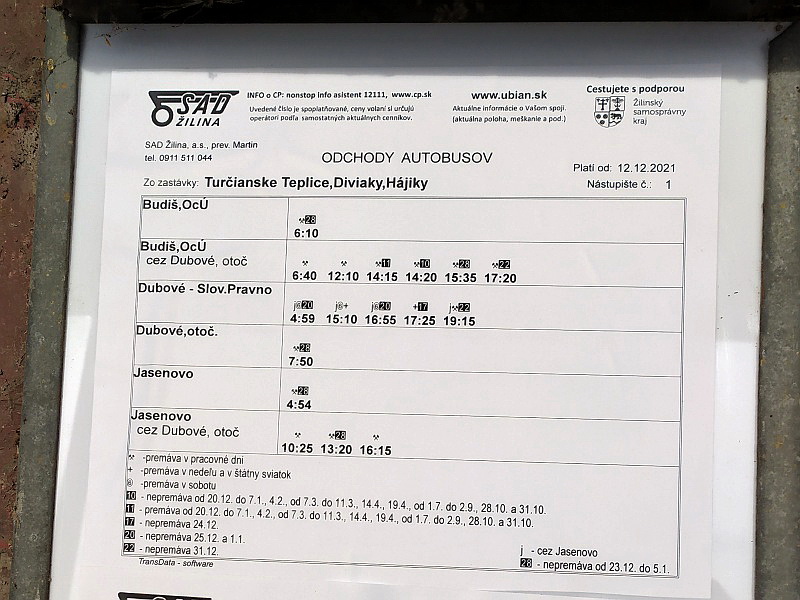 SAD
ŽILINA
INFO o CP: nonstop info asistent 12111, www.cp.sk
Uvedené číslo je spoplatňované, ceny volaní si určujú
operátori podľa samostatných aktuálnych cenníkov.
www.ubian.sk
Aktuálne informácie o Vašom spoji.
(aktuálna poloha, meškanie a pod.)
Cestujete s podporou
Žilinský
samosprávny
kraj
SAD Žilina, a.s., prev. Martin
tel. 0911 511 044
ODCHODY AUTOBUSOV
Platí od: 12.12.2021
Zo zastávky: Turčianske Teplice,Diviaky,Hájiky
Nástupište č.: 1
Budiš,OcÚ
⚒28
6:10
Budiš,OcÚ
cez Dubové, otoč
⚒ ⚒ ⚒11 ⚒10 ⚒28 ⚒22
6:40 12:10 14:15 14:20 15:35 17:20
Dubové - Slov.Pravno
j⑥20 j⑥+ j⑥20 +17 j⚒22
4:59 15:10 16:55 17:25 19:15
Dubové,otoč.
⚒28
7:50
Jasenovo
⚒28
4:54
Jasenovo
cez Dubové, otoč
⚒ ⚒28 ⚒
10:25 13:20 16:15
⚒ -premáva v pracovné dni
+ -premáva v nedeľu a v štátny sviatok
⑥ -premáva v sobotu
10 - nepremáva od 20.12. do 7.1., 4.2., od 7.3. do 11.3., 14.4., 19.4., od 1.7. do 2.9., 28.10. a 31.10.
11 - premáva od 20.12. do 7.1., 4.2., od 7.3. do 11.3., 14.4., 19.4., od 1.7. do 2.9., 28.10. a 31.10.
17 - nepremáva 24.12.
20 - nepremáva 25.12. a 1.1.
22 - nepremáva 31.12.
j - cez Jasenovo
28 - nepremáva od 23.12. do 5.1.
TransData - software